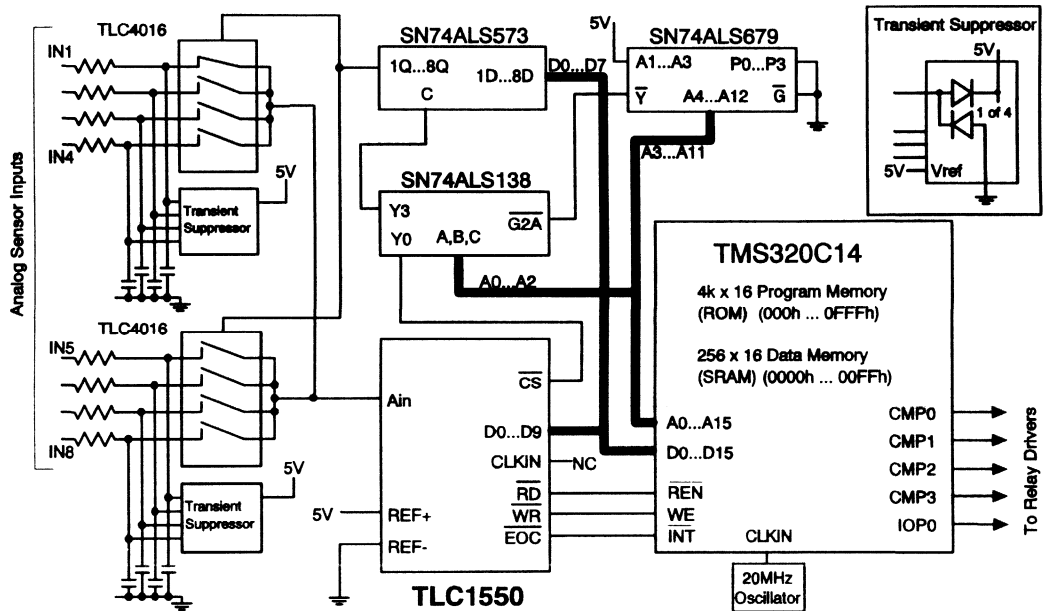 TLC4016
IN1
IN4
5V
Transient
Suppressor
Analog Sensor Inputs
TLC4016
IN5
IN8
5V
Transient
Suppressor
SN74ALS573
1Q...8Q
1D...8D
C
D0...D7
5V
SN74ALS679
A1...A3
P0...P3
Y
A4...A12
G
A3...A11
SN74ALS138
Y3
Y0
A,B,C
G2A
A0...A2
Transient Suppressor
5V
1 of 4
5V
Vref
TMS320C14
4k x 16 Program Memory
(ROM) (000h ... 0FFFh)
256 x 16 Data Memory
(SRAM) (0000h ... 00FFh)
A0...A15
D0...D15
REN
WE
INT
CLKIN
CMP0
CMP1
CMP2
CMP3
IOP0
To Relay Drivers
20MHz
Oscillator
Ain
CS
D0...D9
CLKIN
NC
RD
WR
EOC
5V
REF+
REF-
TLC1550